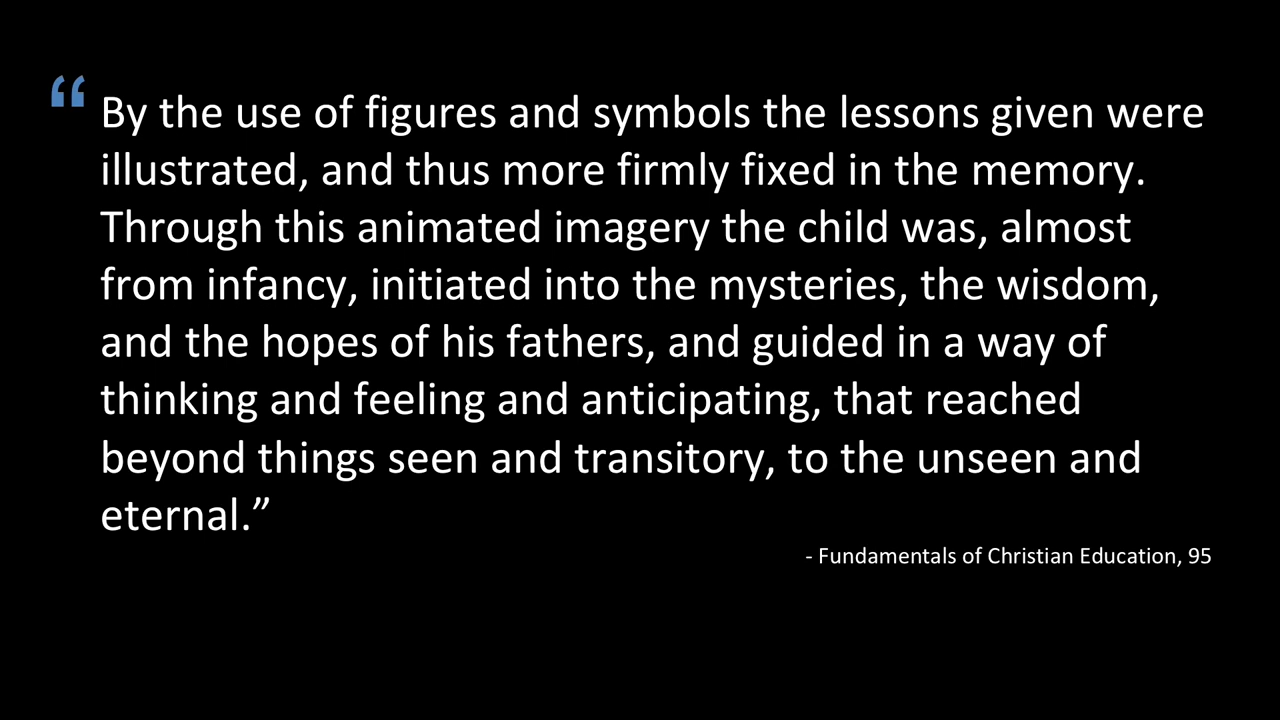 “ By the use of figures and symbols the lessons given were
illustrated, and thus more firmly fixed in the memory.
Through this animated imagery the child was, almost
from infancy, initiated into the mysteries, the wisdom,
and the hopes of his fathers, and guided in a way of
thinking and feeling and anticipating, that reached
beyond things seen and transitory, to the unseen and
eternal.”
- Fundamentals of Christian Education, 95